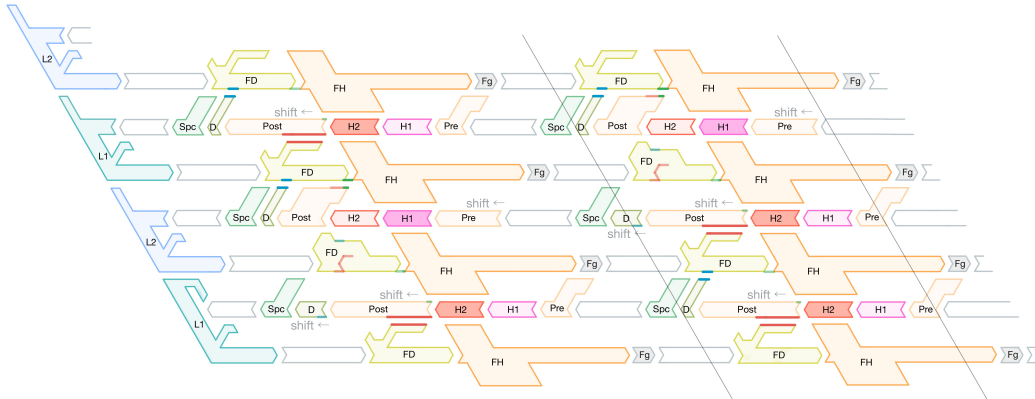 L2
FD FH Fg FD FH Fg
shift ← shift ←
Spc D Post H2 H1 Pre Spc D Post H2 H1 Pre
L1
FD FH Fg FD FH Fg
shift ←
Spc D Post H2 H1 Pre Spc D Post H2 H1 Pre
shift ←
L2
FD FH Fg FD FH Fg
shift ← shift ←
Spc D Post H2 H1 Pre Spc D Post H2 H1 Pre
shift ←
L1
FD FH Fg FD FH Fg